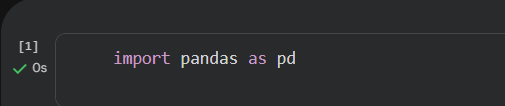 [1]
0s
import pandas as pd